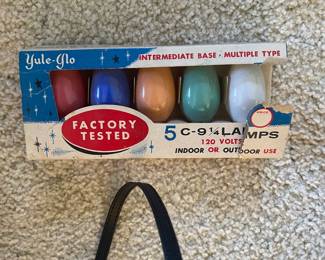 Yule-Glo
INTERMEDIATE BASE - MULTIPLE TYPE
FACTORY
TESTED
5 C-9¼ LAMPS
120 VOLTS
INDOOR OR OUTDOOR USE